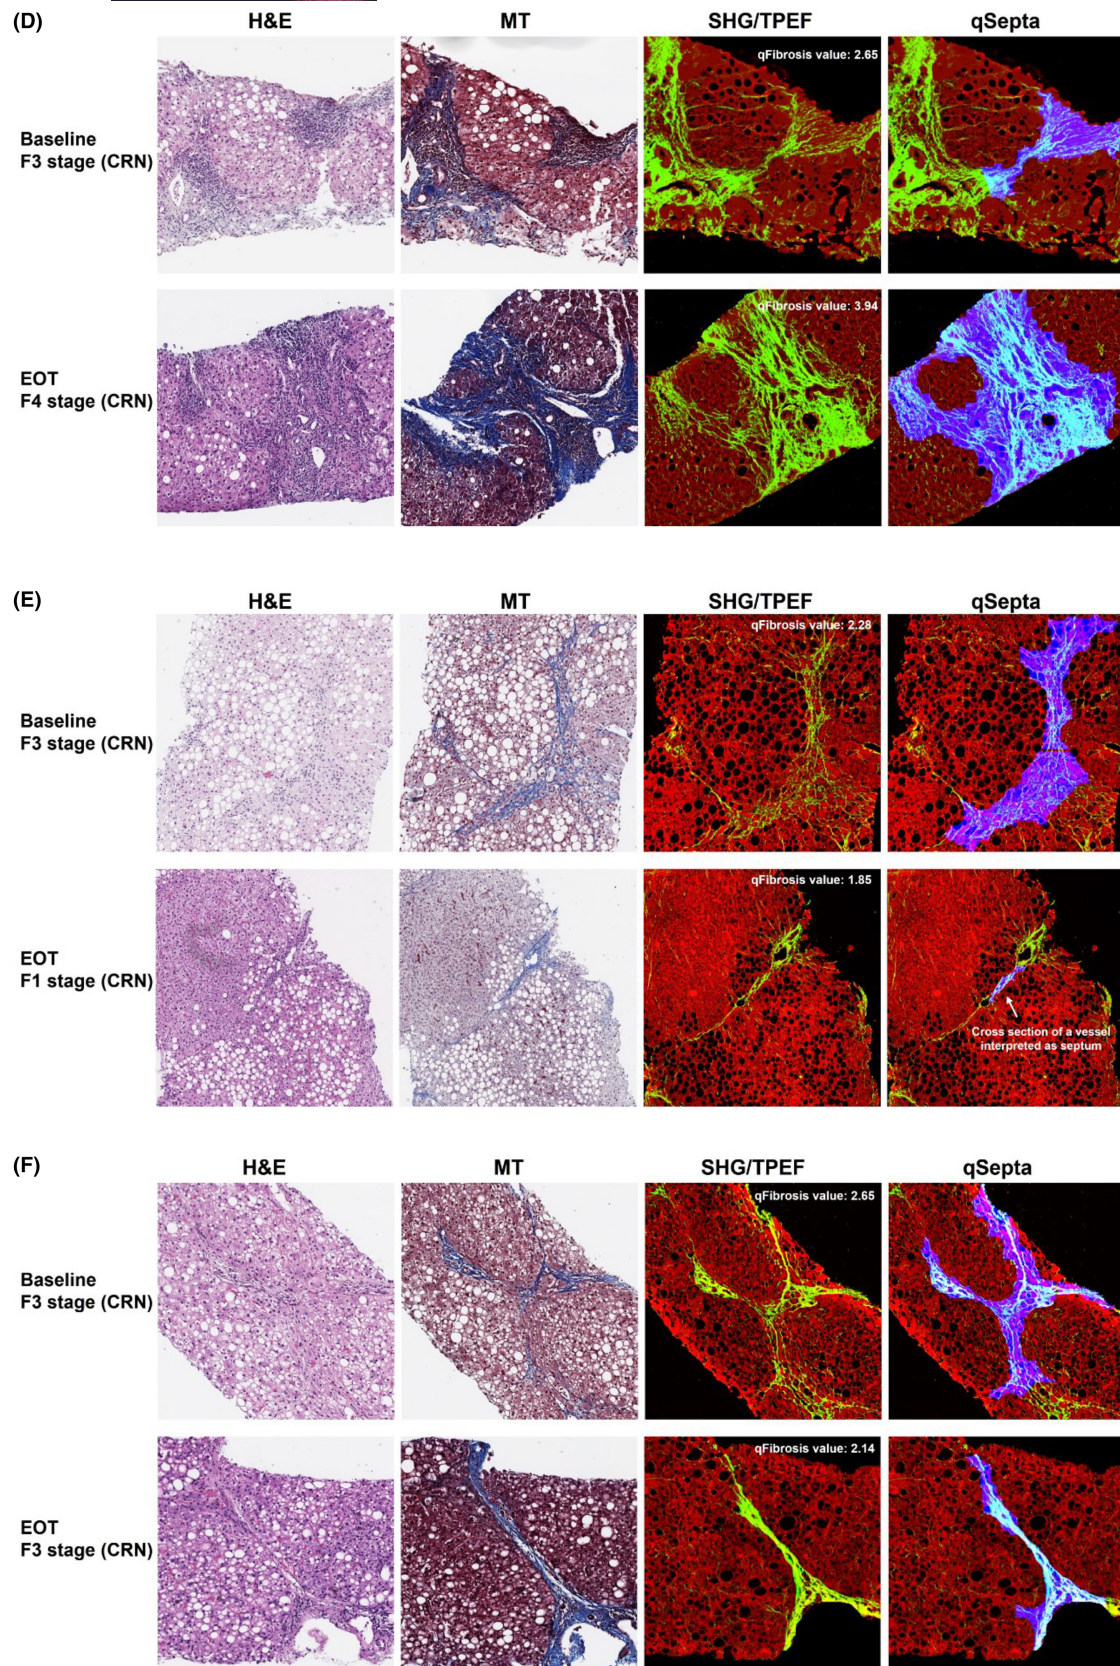 (D)
H&E MT SHG/TPEF qSepta
Baseline
F3 stage (CRN)
qFibrosis value: 2.65
EOT
F4 stage (CRN)
qFibrosis value: 3.94
(E)
H&E MT SHG/TPEF qSepta
Baseline
F3 stage (CRN)
qFibrosis value: 2.28
EOT
F1 stage (CRN)
qFibrosis value: 1.85
Cross section of a vessel
interpreted as septum
(F)
H&E MT SHG/TPEF qSepta
Baseline
F3 stage (CRN)
qFibrosis value: 2.65
EOT
F3 stage (CRN)
qFibrosis value: 2.14